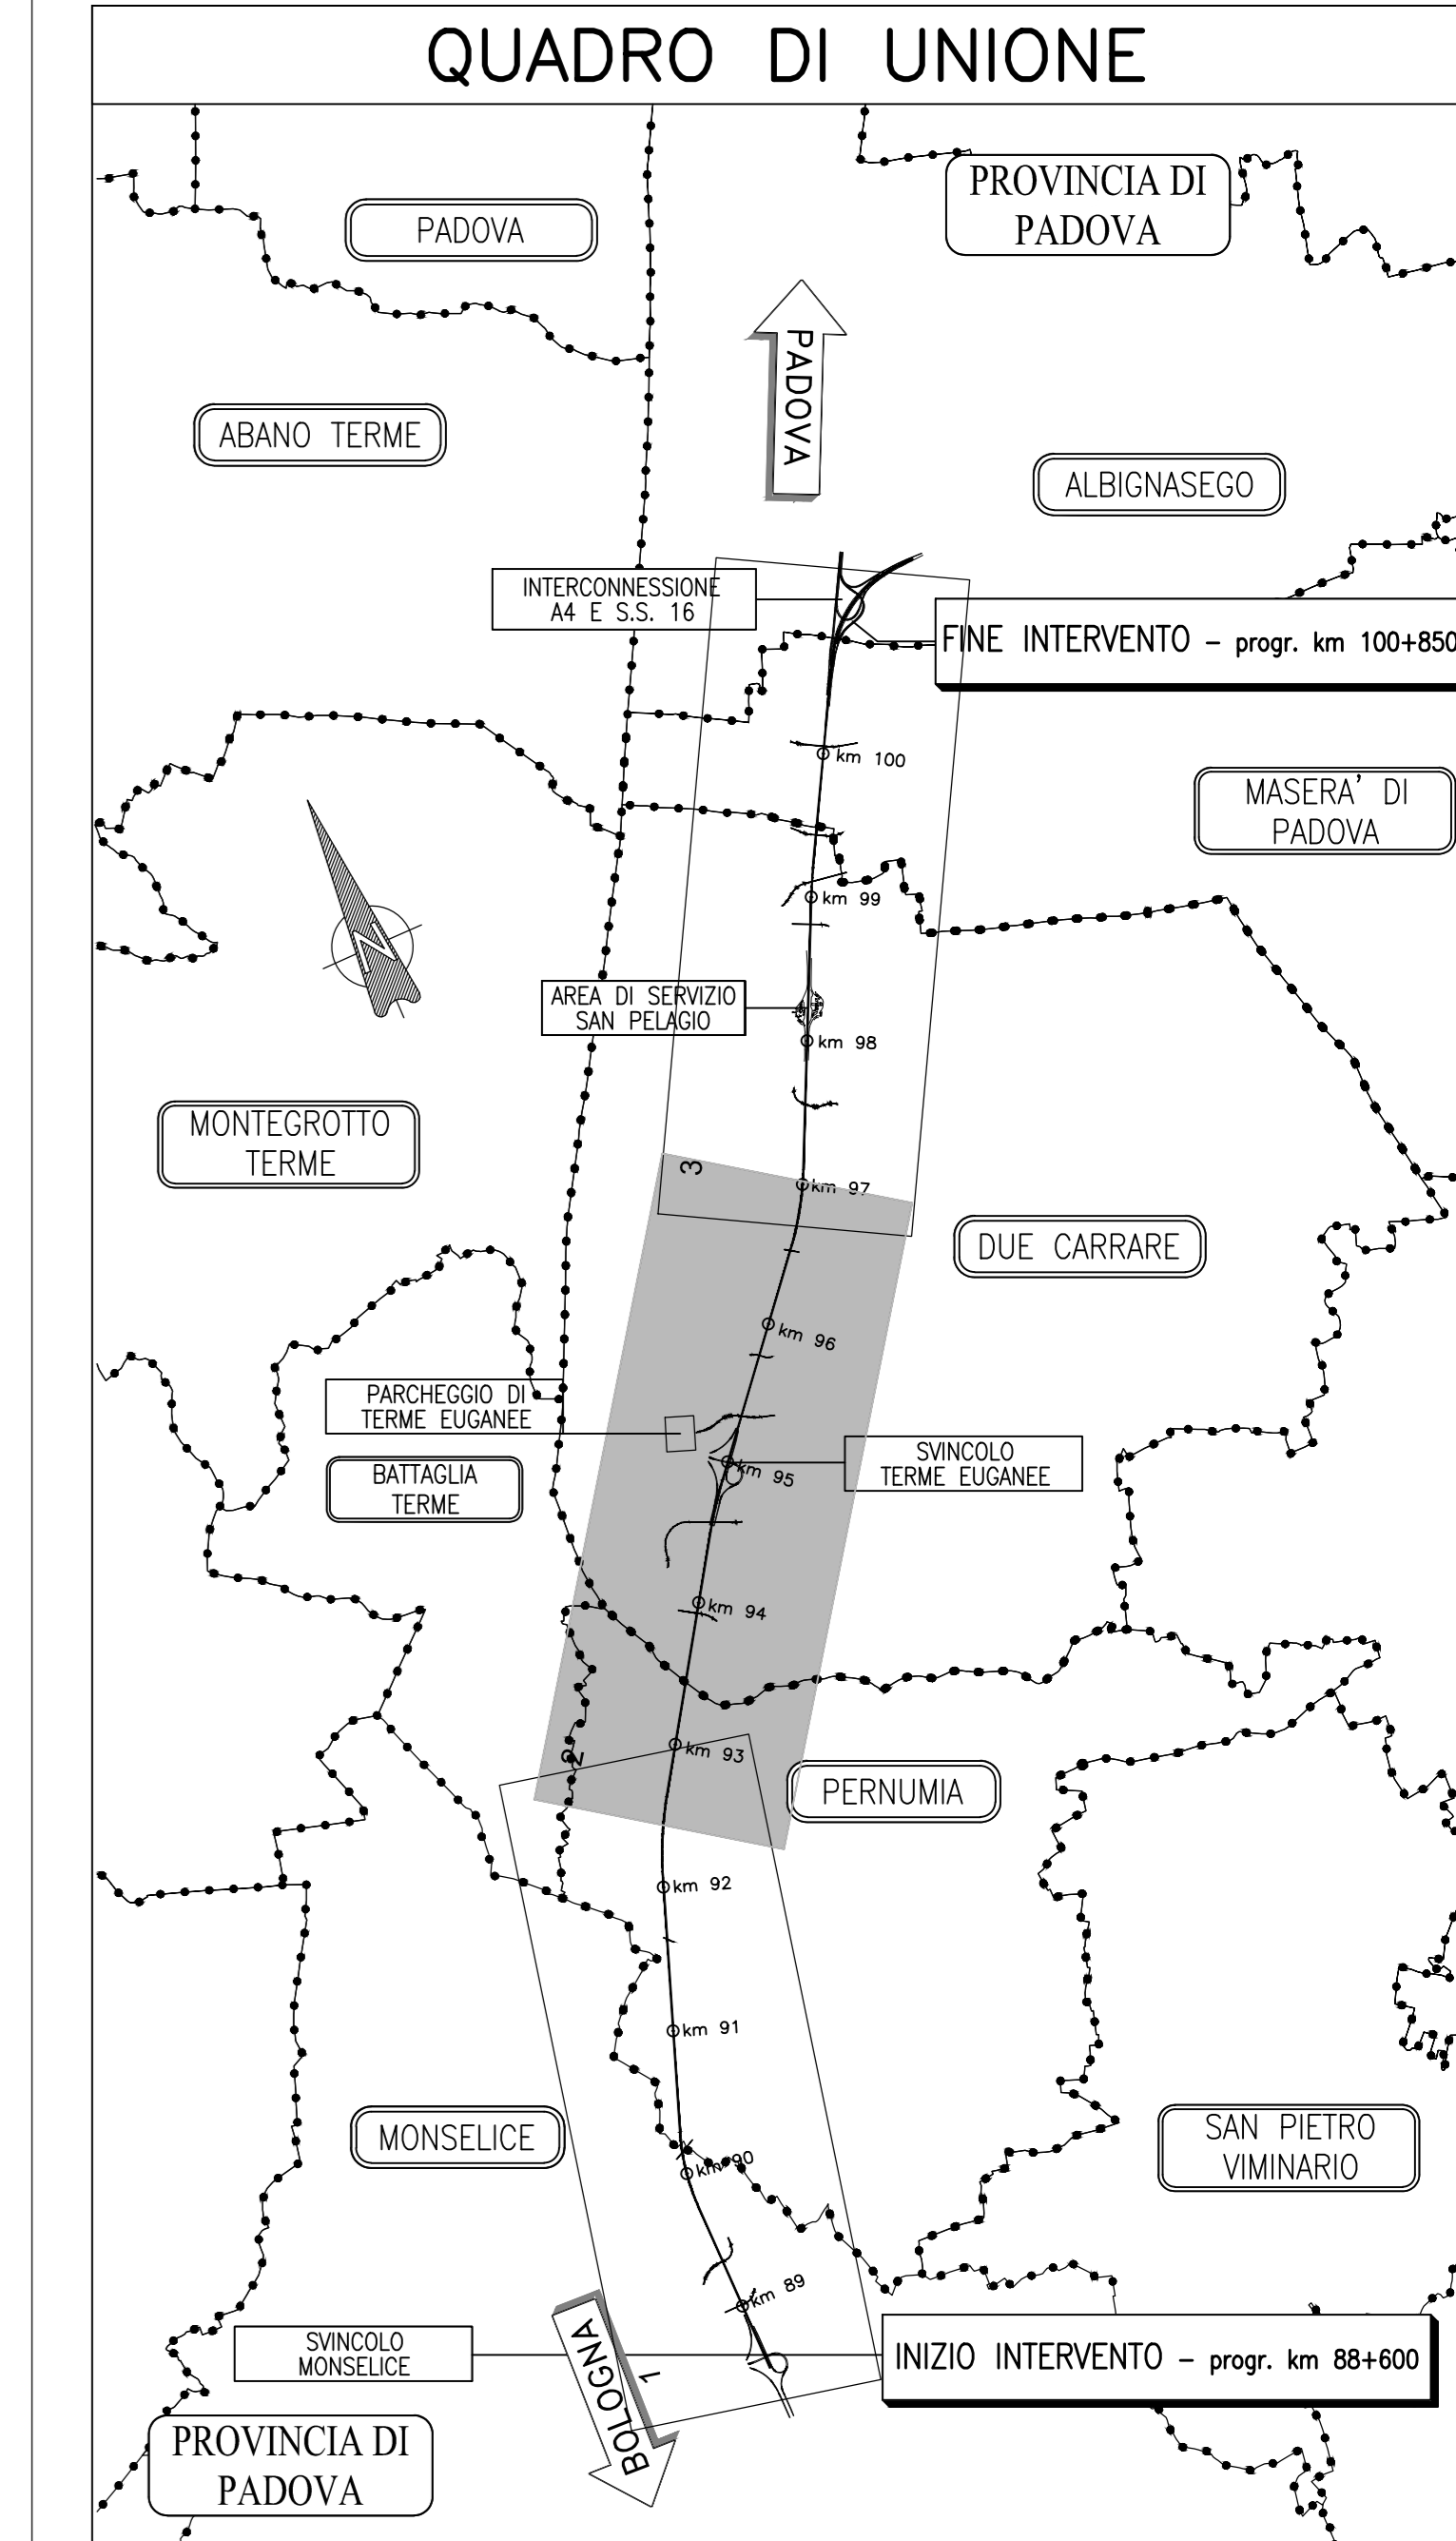 QUADRO DI UNIONE
PROVINCIA DI
PADOVA
PADOVA
PADOVA
ABANO TERME
ALBIGNASEGO
INTERCONNESSIONE
A4 E S.S. 16
FINE INTERVENTO – progr. km 100+850
km 100
MASERA' DI
PADOVA
km 99
N
AREA DI SERVIZIO
SAN PELAGIO
km 98
MONTEGROTTO
TERME
3
km 97
DUE CARRARE
km 96
PARCHEGGIO DI
TERME EUGANEE
SVINCOLO
TERME EUGANEE
km 95
BATTAGLIA
TERME
km 94
2
km 93
PERNUMIA
km 92
km 91
MONSELICE
SAN PIETRO
VIMINARIO
km 90
km 89
SVINCOLO
MONSELICE
INIZIO INTERVENTO – progr. km 88+600
1
BOLOGNA
PROVINCIA DI
PADOVA